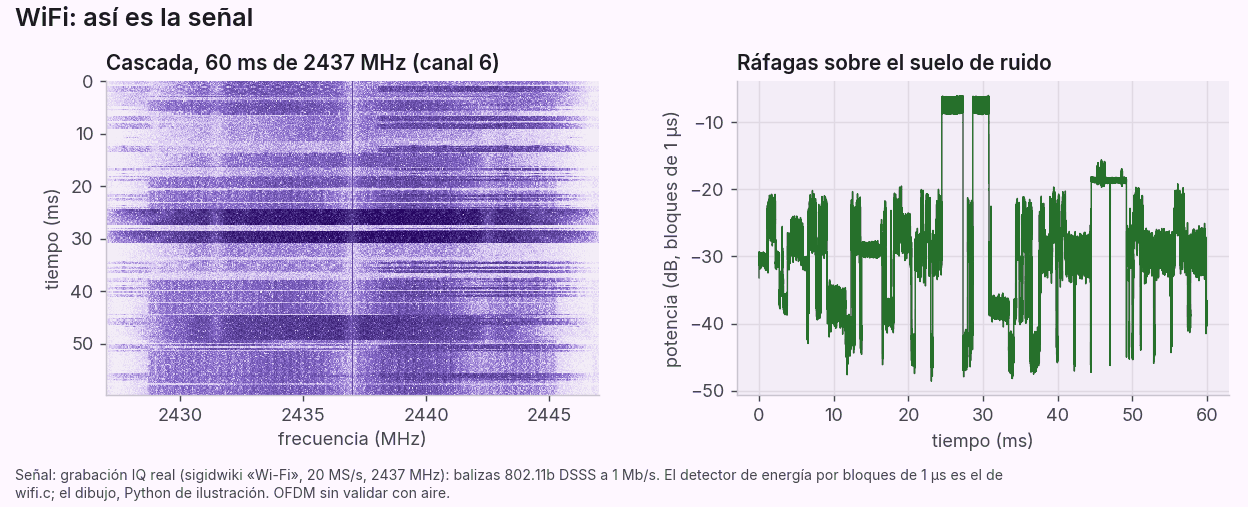 WiFi: así es la señal
Cascada, 60 ms de 2437 MHz (canal 6)
0
10
20
30
40
50
tiempo (ms)
2430
2435
2440
2445
frecuencia (MHz)
Ráfagas sobre el suelo de ruido
−10
−20
−30
−40
−50
potencia (dB, bloques de 1 µs)
0
10
20
30
40
50
60
tiempo (ms)
Señal: grabación IQ real (sigidwiki «Wi-Fi», 20 MS/s, 2437 MHz): balizas 802.11b DSSS a 1 Mb/s. El detector de energía por bloques de 1 µs es el de
wifi.c; el dibujo, Python de ilustración. OFDM sin validar con aire.